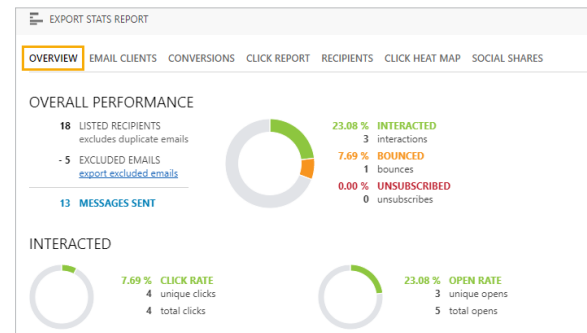 EXPORT STATS REPORT
OVERVIEW EMAIL CLIENTS CONVERSIONS CLICK REPORT RECIPIENTS CLICK HEAT MAP SOCIAL SHARES
OVERALL PERFORMANCE
18 LISTED RECIPIENTS
excludes duplicate emails
- 5 EXCLUDED EMAILS
export excluded emails
13 MESSAGES SENT
23.08 % INTERACTED
3 interactions
7.69 % BOUNCED
1 bounces
0.00 % UNSUBSCRIBED
0 unsubscribes
INTERACTED
7.69 % CLICK RATE
4 unique clicks
4 total clicks
23.08 % OPEN RATE
3 unique opens
5 total opens